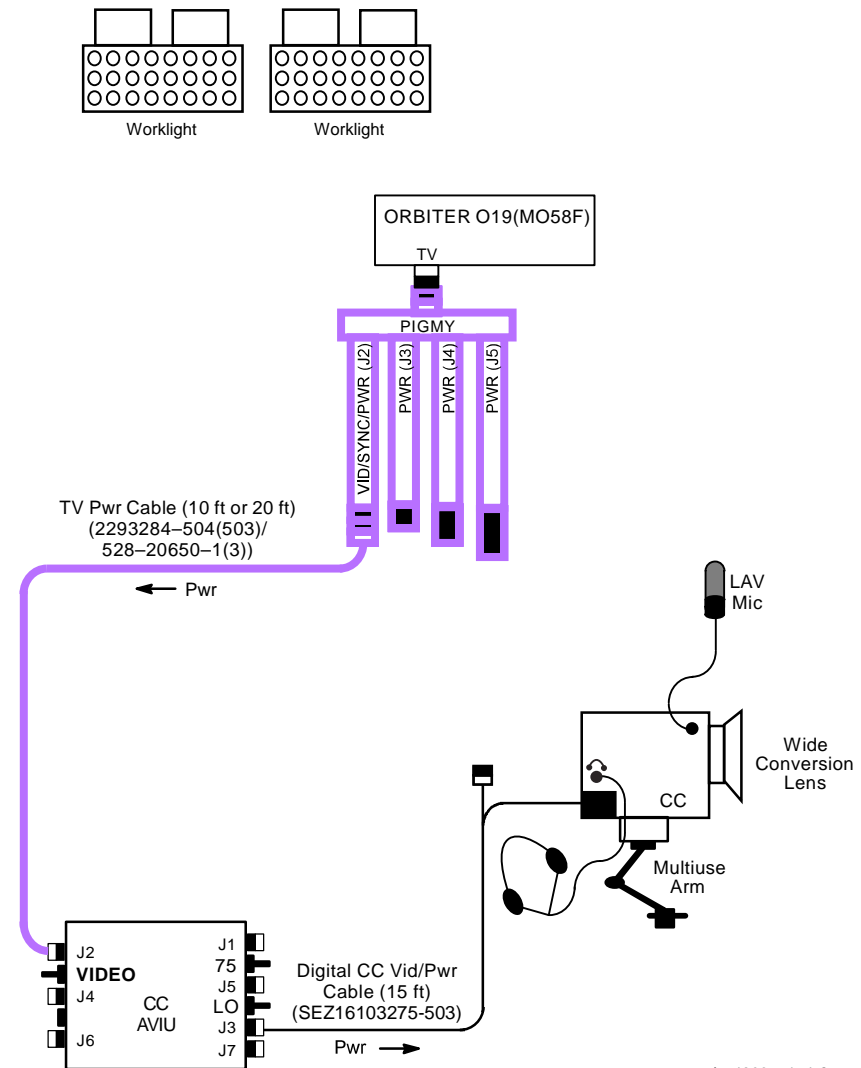 Worklight
Worklight
ORBITER O19(MO58F)
TV
PIGMY
VID/SYNC/PWR (J2)
PWR (J3)
PWR (J4)
PWR (J5)
TV Pwr Cable (10 ft or 20 ft)
(2293284–504(503)/
528–20650–1(3))
Pwr
LAV
Mic
Wide
Conversion
Lens
CC
Multiuse
Arm
J2
VIDEO
J4
J6
CC
AVIU
J1
75
J5
LO
J3
J7
Digital CC Vid/Pwr
Cable (15 ft)
(SEZ16103275-503)
Pwr